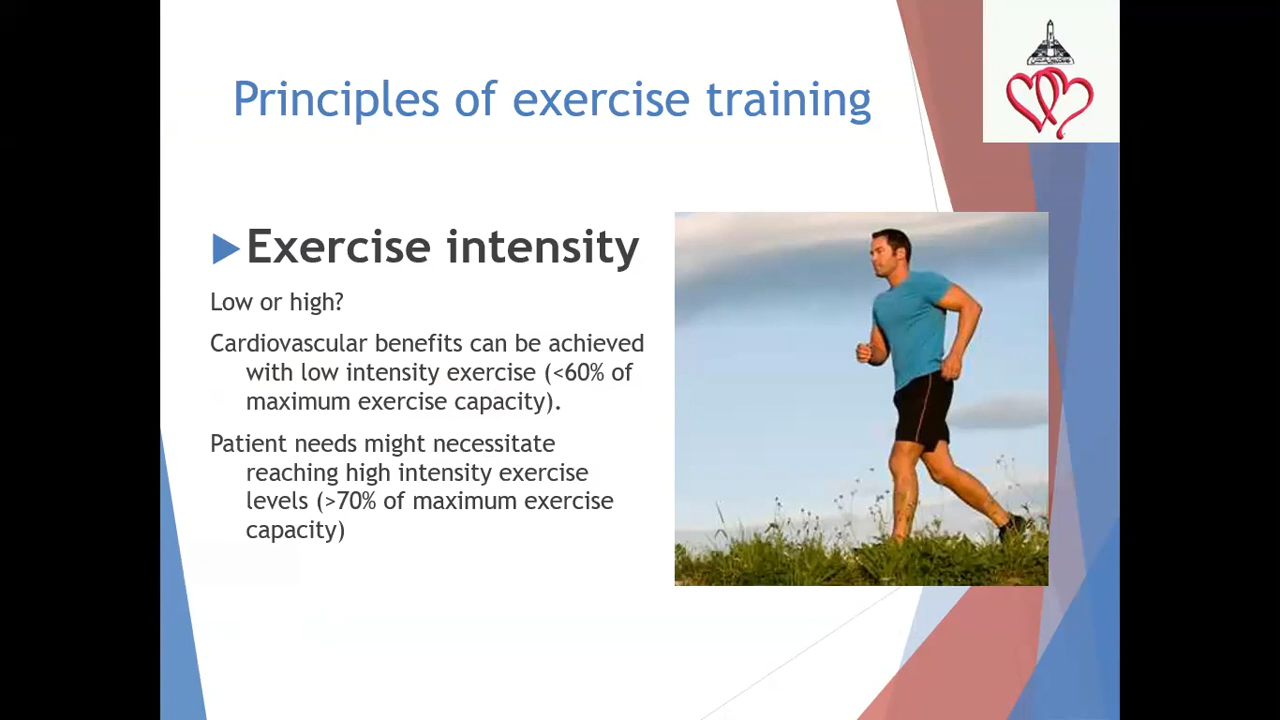 Principles of exercise training
Exercise intensity
Low or high?
Cardiovascular benefits can be achieved
with low intensity exercise (<60% of
maximum exercise capacity).
Patient needs might necessitate
reaching high intensity exercise
levels (>70% of maximum exercise
capacity)